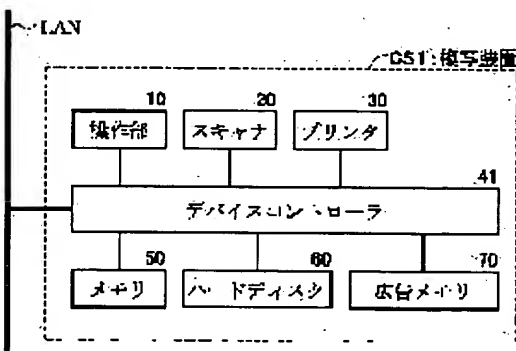 LAN
CS1:複写装置
10 20 30
操作部 スキャナ プリンタ
41
デバイスコントローラ
50 60 70
メモリ ハードディスク 広告メモリ